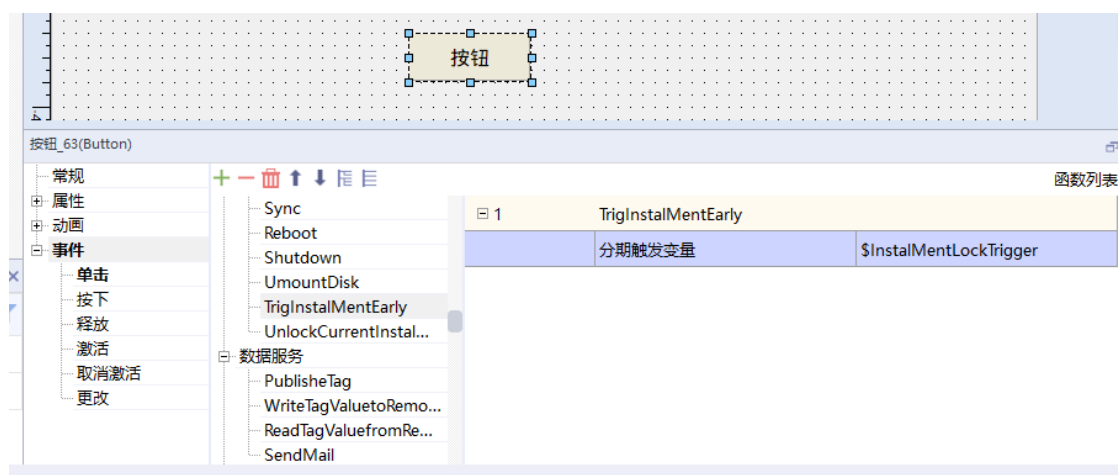 按钮
按钮_63(Button)
常规
属性
动画
事件
单击
按下
释放
激活
取消激活
更改
函数列表
Sync
Reboot
Shutdown
UmountDisk
TrigInstalMentEarly
UnlockCurrentInstal...
数据服务
PublisheTag
WriteTagValuetoRemo...
ReadTagValuefromRe...
SendMail
1 TrigInstalMentEarly
分期触发变量 $InstalMentLockTrigger